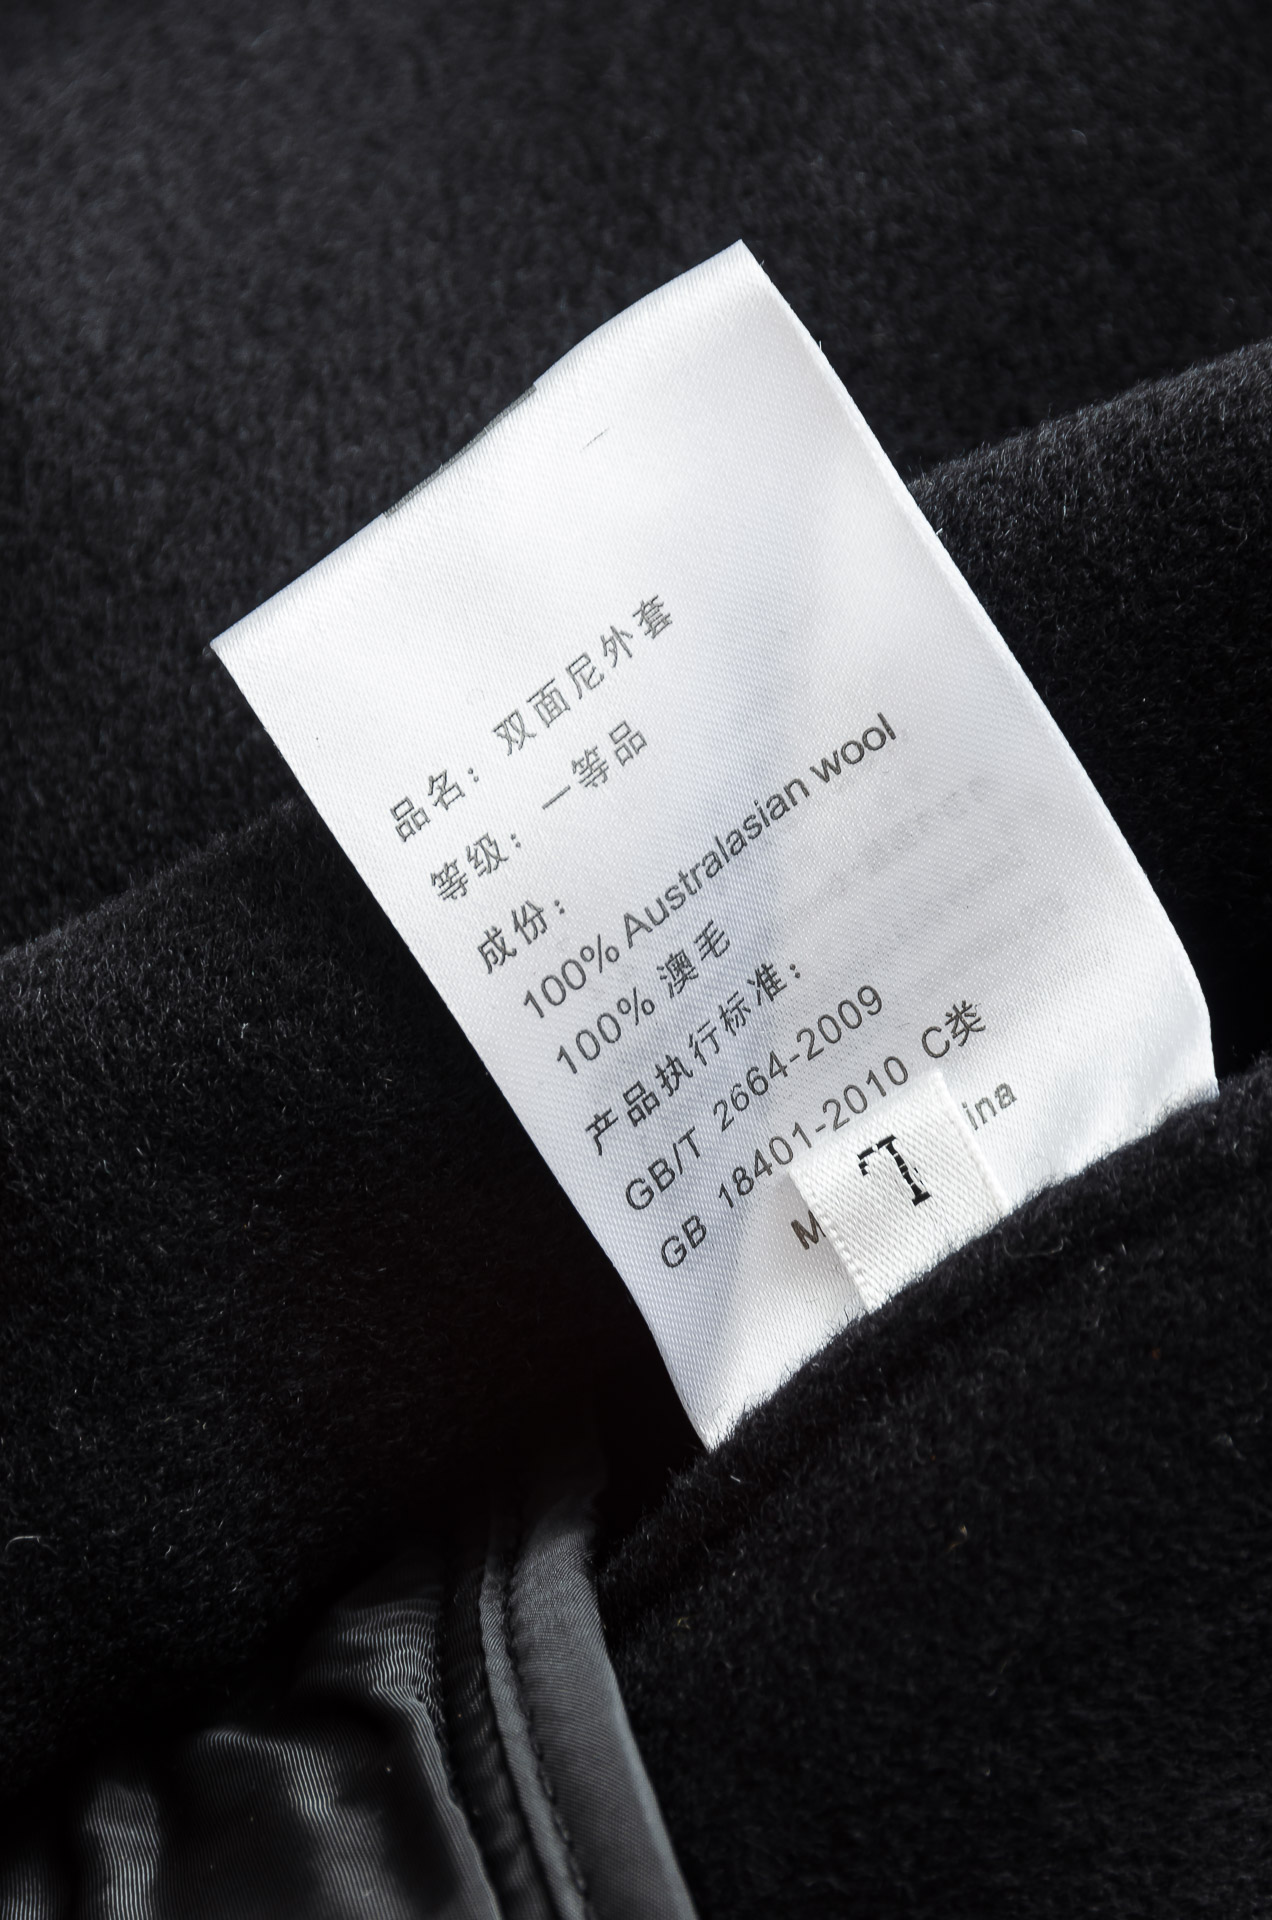 品名：双面尼外套
等级：一等品
成份：
100% Australasian wool
100% 澳毛
产品执行标准：
GB/T 2664-2009
GB 18401-2010 C类
L